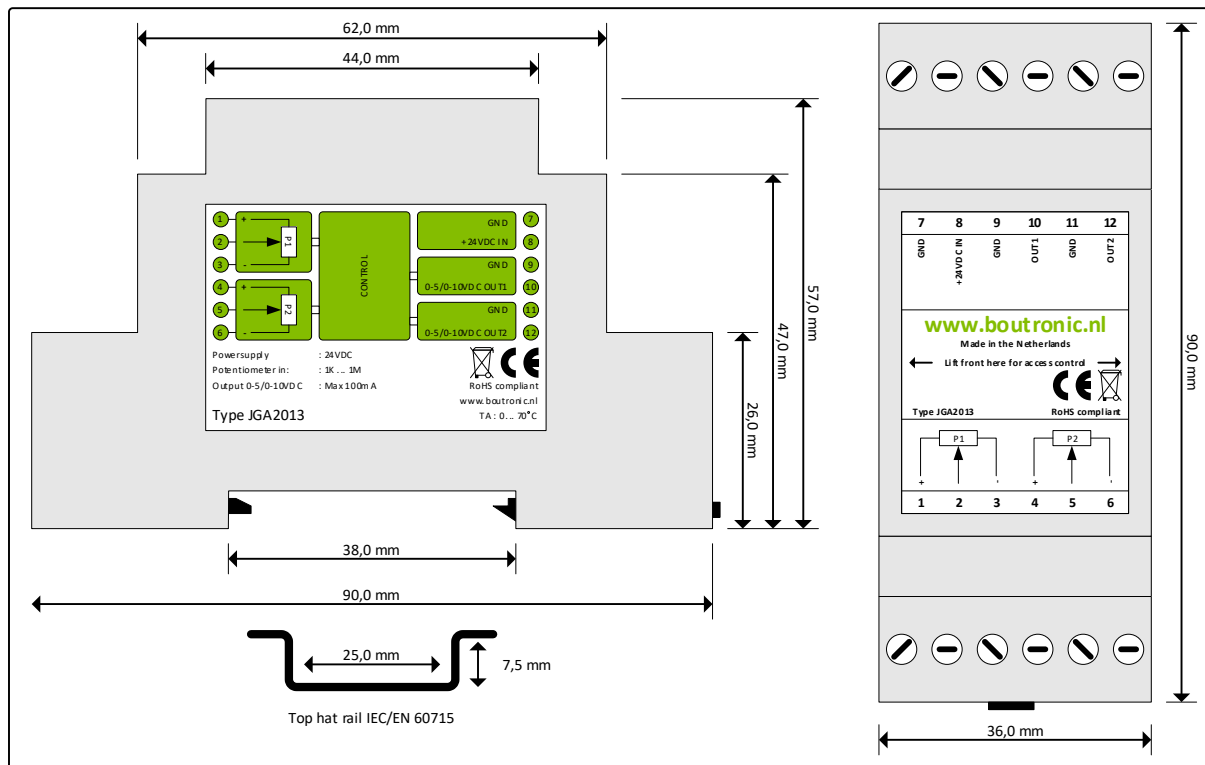 62,0 mm
44,0 mm
57,0 mm
47,0 mm
26,0 mm
1
+
2
P1
3
-
4
+
5
P2
6
-
CONTROL
GND
7
+24VDC IN
8
GND
9
0-5/0-10VDC OUT1
10
GND
11
0-5/0-10VDC OUT2
12
Powersupply : 24VDC
Potentiometer in: : 1K ... 1M
Output 0-5/0-10VDC : Max 100mA
Type JGA2013
CE
RoHS compliant
www.boutronic.nl
TA : 0 ... 70°C
38,0 mm
90,0 mm
25,0 mm
7,5 mm
Top hat rail IEC/EN 60715
7 8 9 10 11 12
GND
+24VDC IN
GND
OUT1
GND
OUT2
www.boutronic.nl
Made in the Netherlands
Lift front here for access control
CE
Type JGA2013 RoHS compliant
P1 P2
+ - + -
1 2 3 4 5 6
90,0 mm
36,0 mm